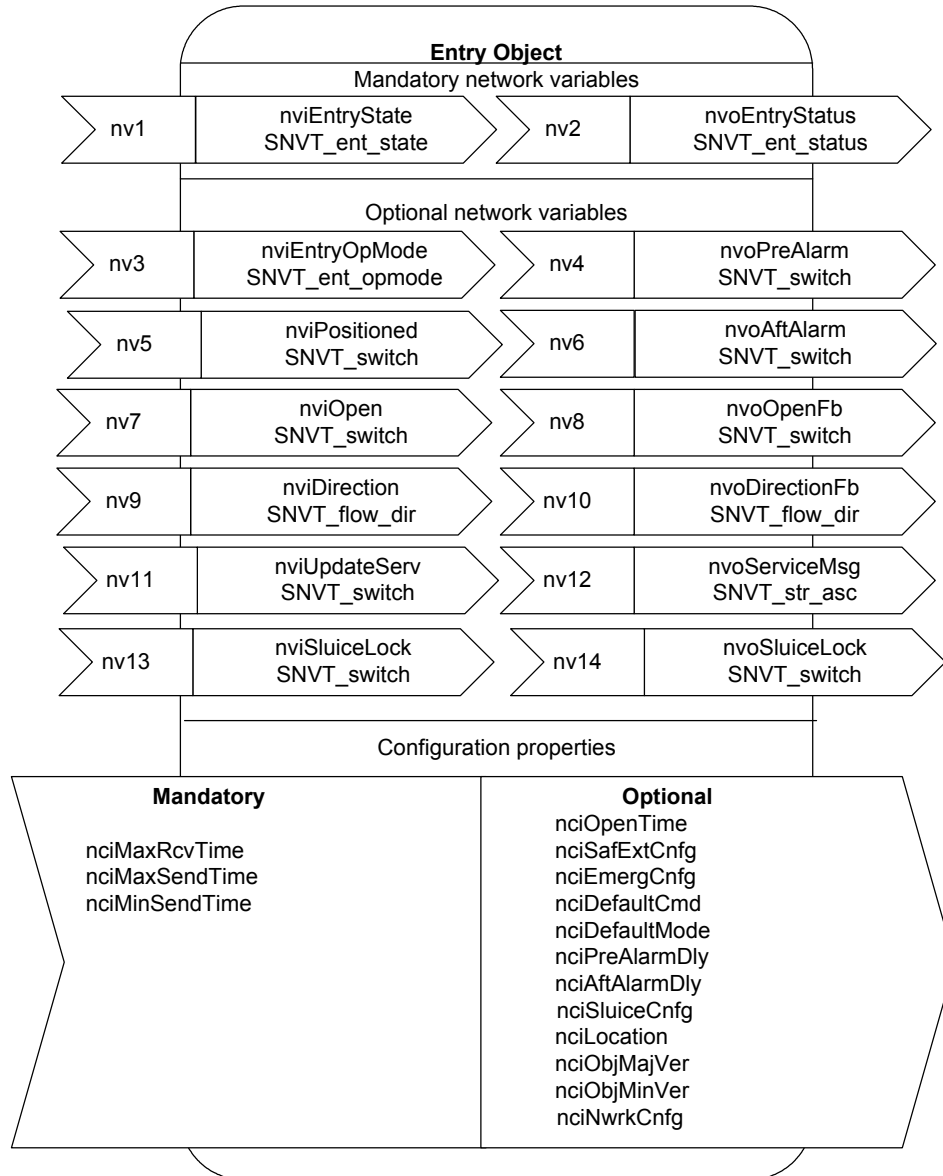 Entry Object
Mandatory network variables
nv1
nviEntryState
SNVT_ent_state
nv2
nvoEntryStatus
SNVT_ent_status
Optional network variables
nv3
nviEntryOpMode
SNVT_ent_opmode
nv4
nvoPreAlarm
SNVT_switch
nv5
nviPositioned
SNVT_switch
nv6
nvoAftAlarm
SNVT_switch
nv7
nviOpen
SNVT_switch
nv8
nvoOpenFb
SNVT_switch
nv9
nviDirection
SNVT_flow_dir
nv10
nvoDirectionFb
SNVT_flow_dir
nv11
nviUpdateServ
SNVT_switch
nv12
nvoServiceMsg
SNVT_str_asc
nv13
nviSluiceLock
SNVT_switch
nv14
nvoSluiceLock
SNVT_switch
Configuration properties
Mandatory
nciMaxRcvTime
nciMaxSendTime
nciMinSendTime
Optional
nciOpenTime
nciSafExtCnfg
nciEmergCnfg
nciDefaultCmd
nciDefaultMode
nciPreAlarmDly
nciAftAlarmDly
nciSluiceCnfg
nciLocation
nciObjMajVer
nciObjMinVer
nciNwrkCnfg